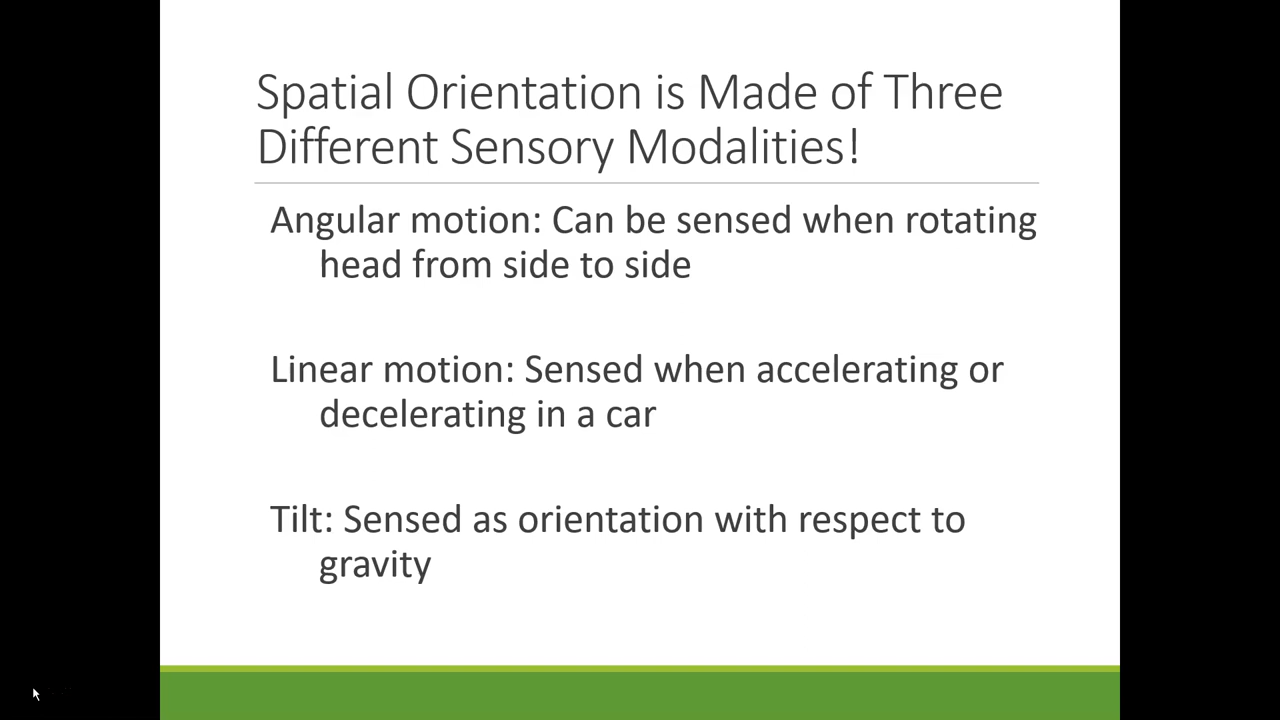 Spatial Orientation is Made of Three
Different Sensory Modalities!
Angular motion: Can be sensed when rotating
head from side to side
Linear motion: Sensed when accelerating or
decelerating in a car
Tilt: Sensed as orientation with respect to
gravity